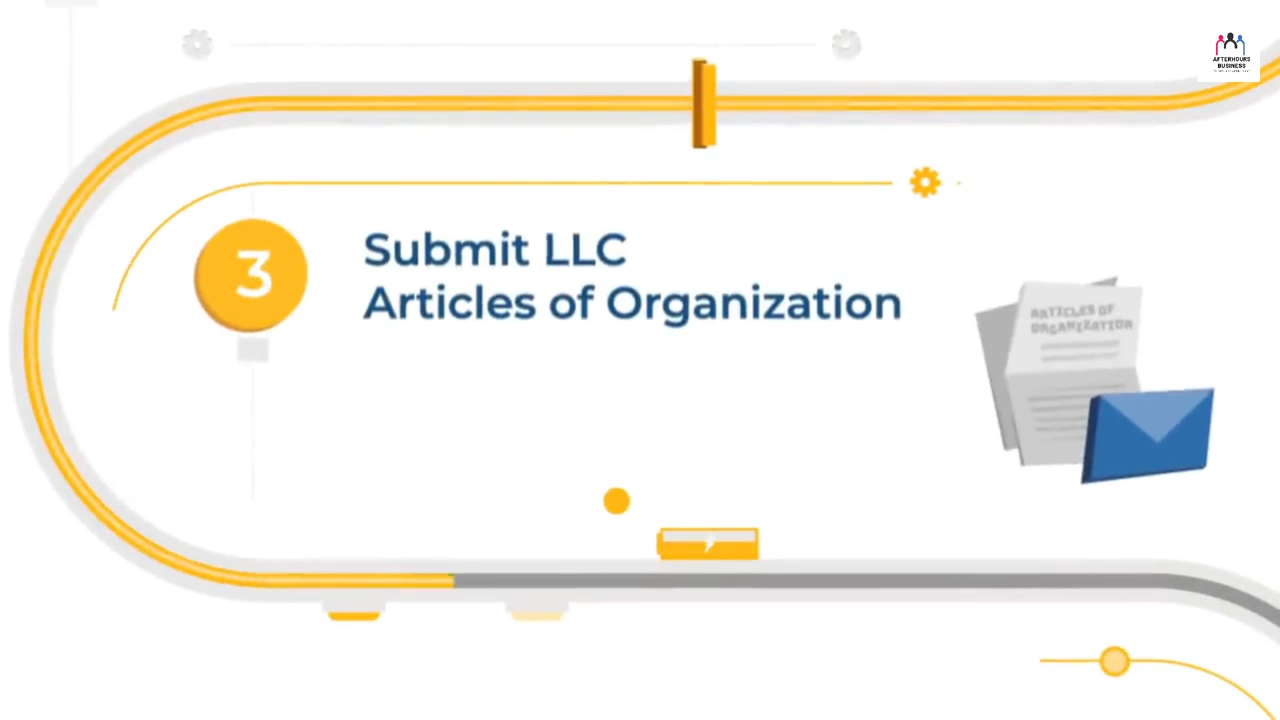 AFTERHOURS
BUSINESS
3
Submit LLC
Articles of Organization
ARTICLES OF
ORGANIZATION